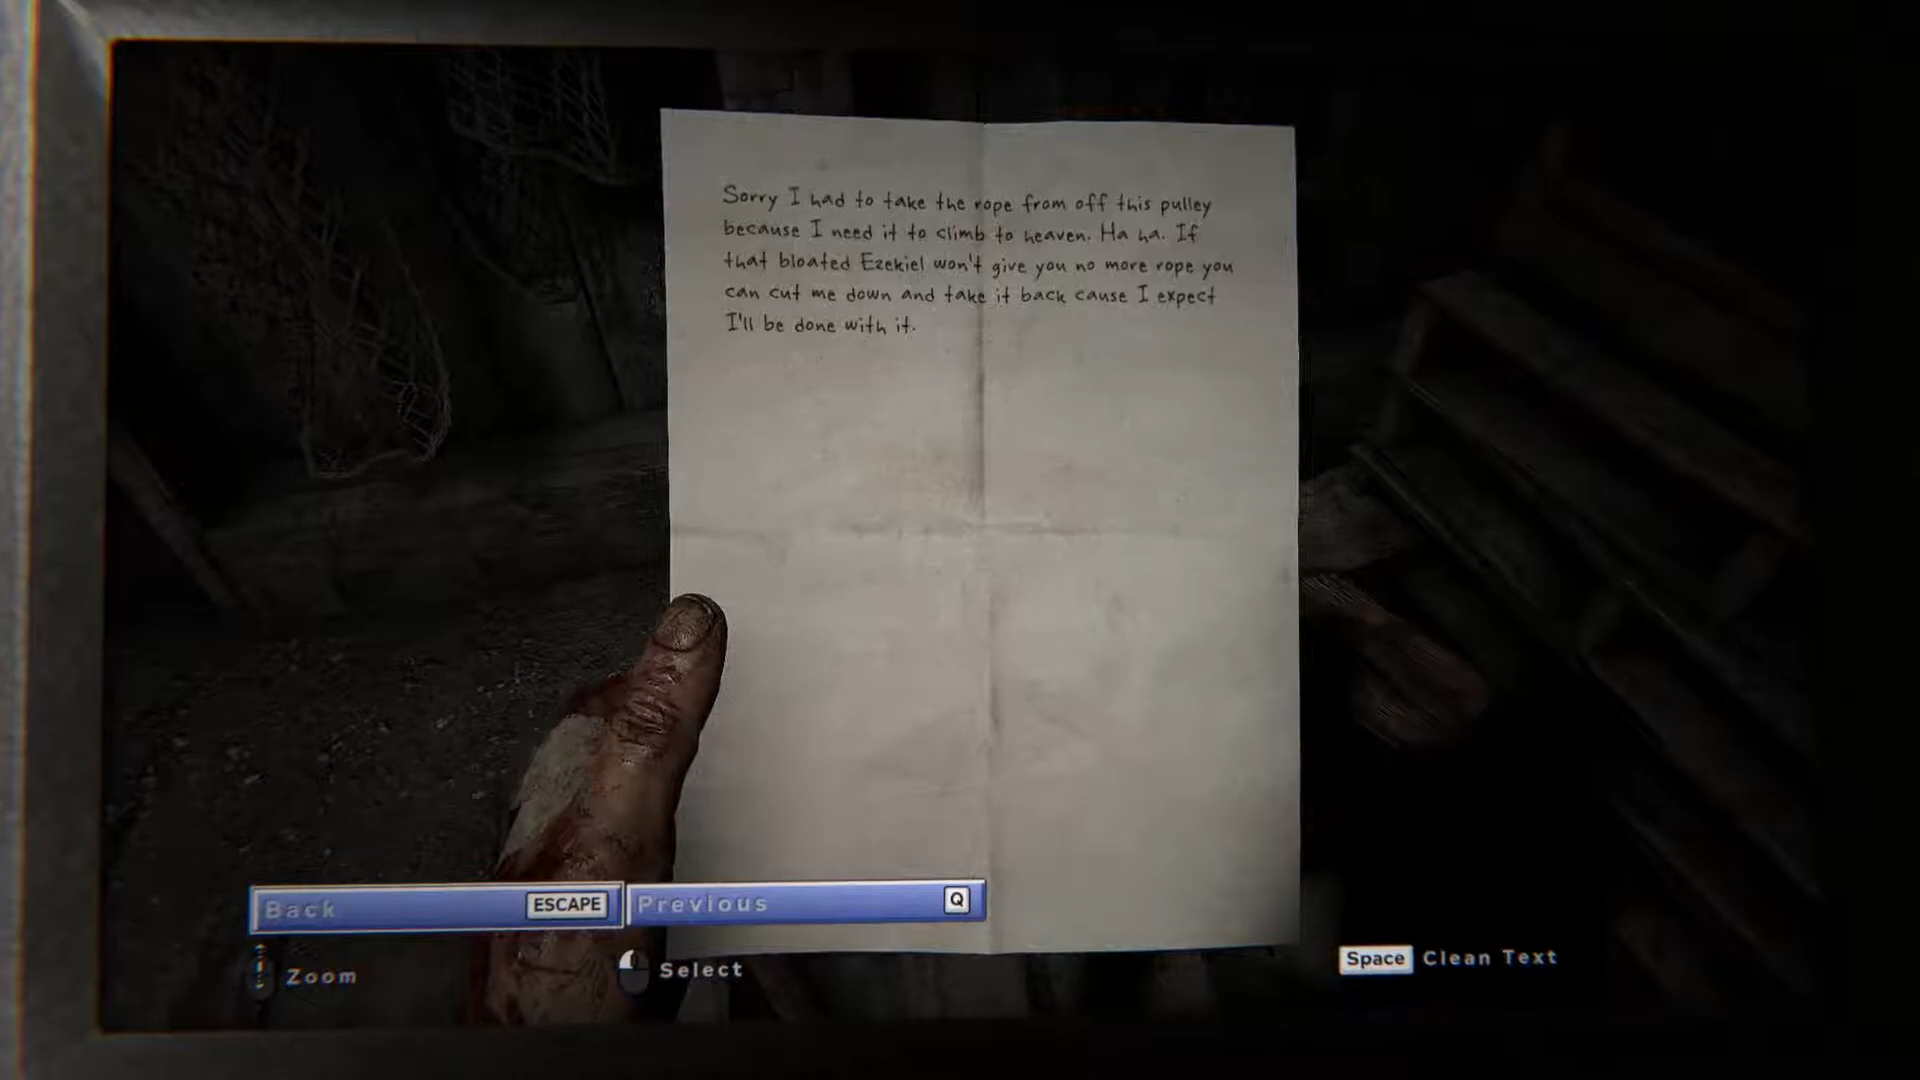 Sorry I had to take the rope from off this pulley
because I need it to climb to heaven. Ha ha. If
that bloated Ezekiel won't give you no more rope you
can cut me down and take it back cause I expect
I'll be done with it.
Back ESCAPE Previous Q
Zoom Select Space Clean Text